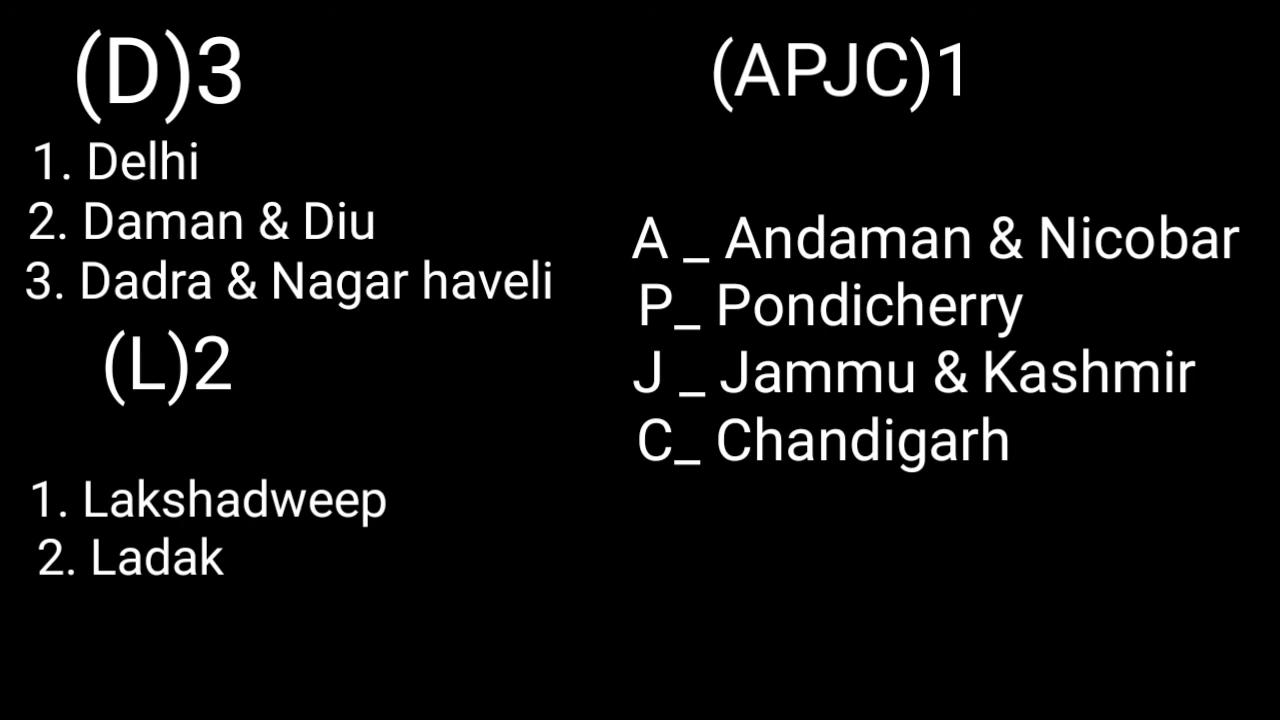 (D)3
1. Delhi
2. Daman & Diu
3. Dadra & Nagar haveli
(L)2
1. Lakshadweep
2. Ladak
(APJC)1
A _ Andaman & Nicobar
P_ Pondicherry
J _ Jammu & Kashmir
C_ Chandigarh